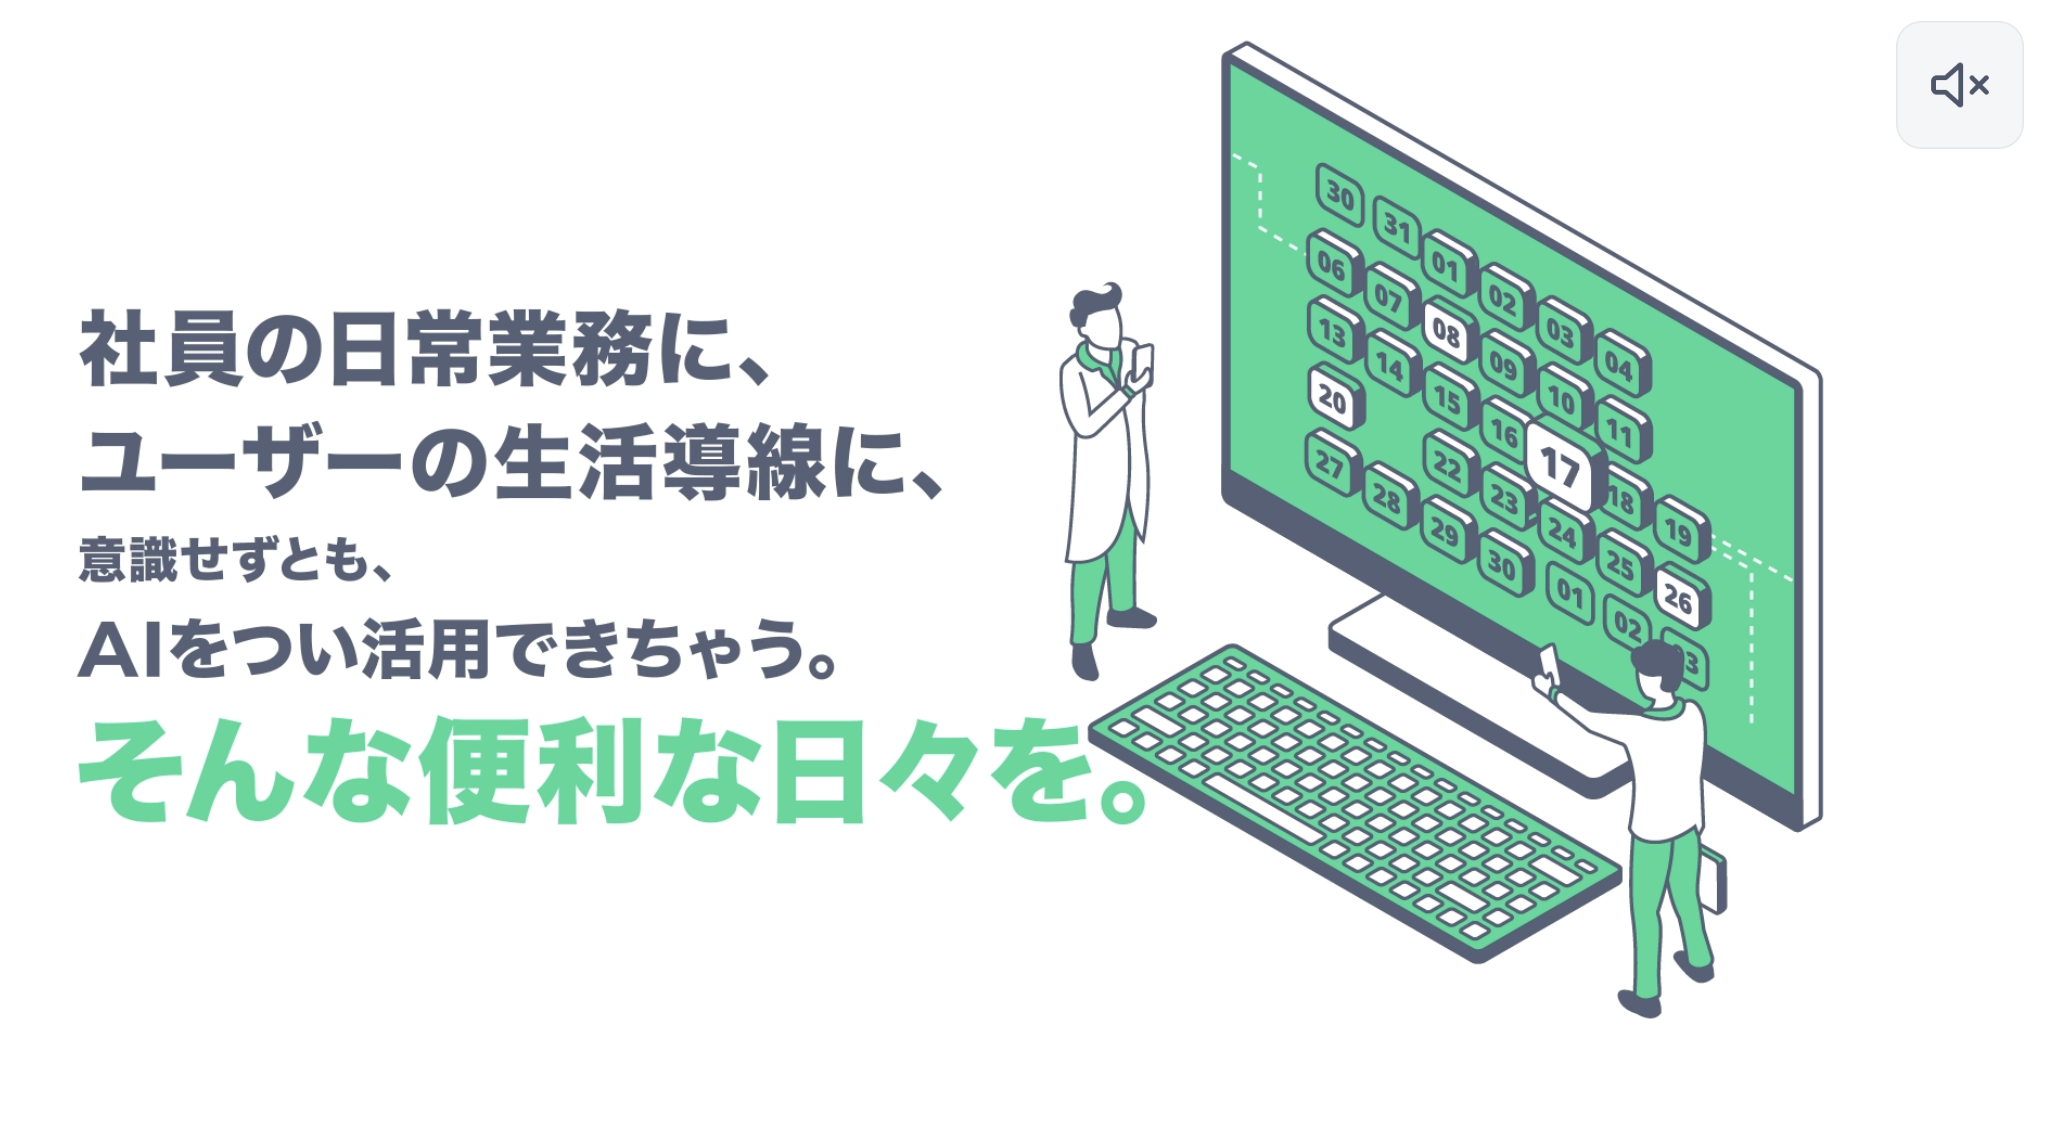 社員の日常業務に、
ユーザーの生活導線に、
意識せずとも、
AIをつい活用できちゃう。
そんな便利な日々を。
30 31 01 02 03 04
06 07 08 09 10 11
13 14 15 16 17 18 19
20 22 23 24 25 26
27 28 29 30 01 02